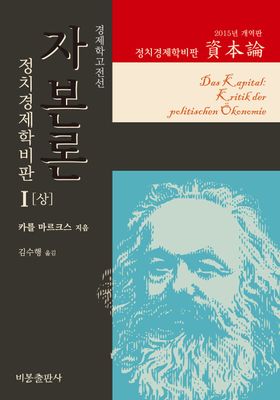 경제학고전선
자본론
정치경제학비판
I [상]
카를 마르크스 지음
김수행 옮김
비봉출판사
2015년 개역판
정치경제학비판 資本論
Das Kapital:
Kritik der
politischen Ökonomie